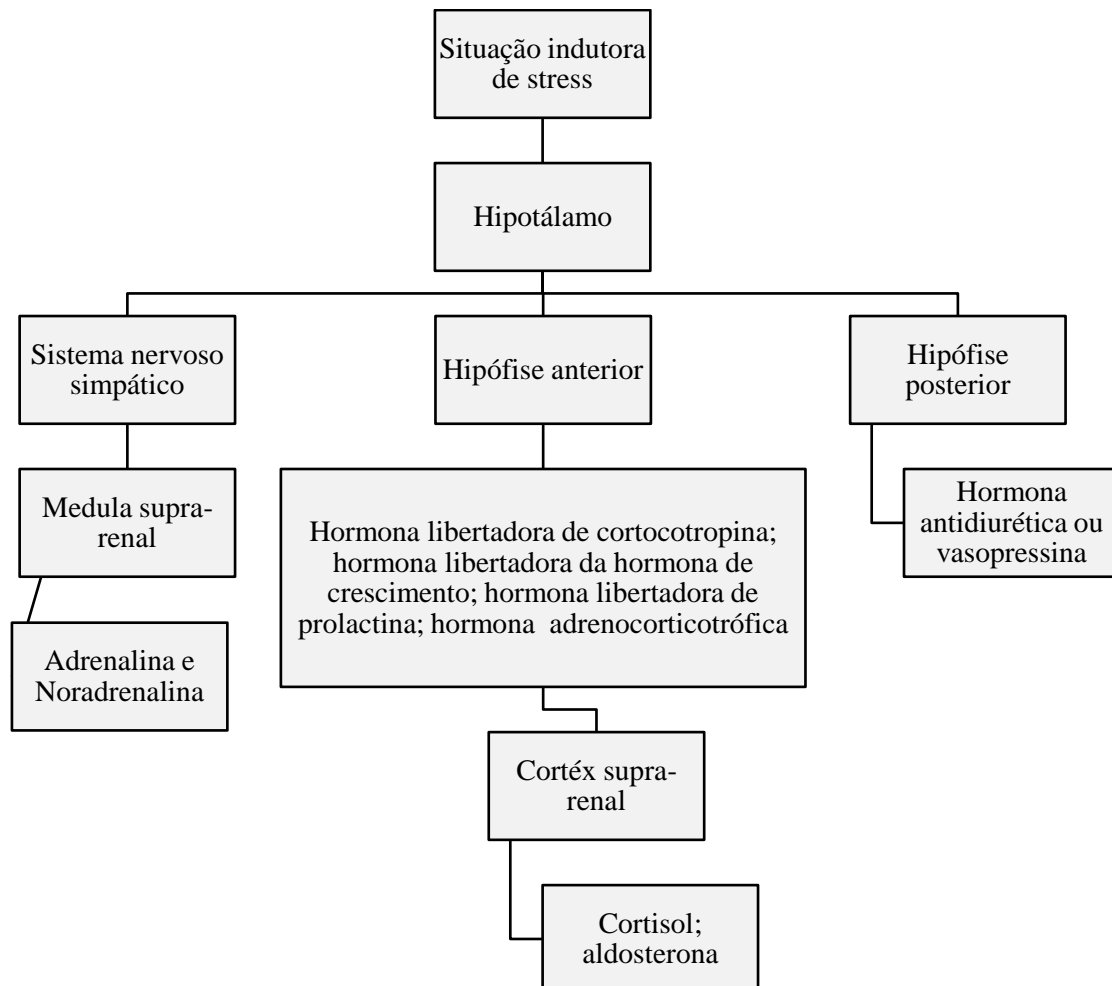 Situação indutora
de stress
Hipotálamo
Sistema nervoso
simpático
Hipófise anterior
Hipófise
posterior
Medula supra-
renal
Hormona libertadora de cortocotropina;
hormona libertadora da hormona de
crescimento; hormona libertadora de
prolactina; hormona adrenocorticotrófica
Hormona
antidiurética ou
vasopressina
Adrenalina e
Noradrenalina
Cortéx supra-
renal
Cortisol;
aldosterona